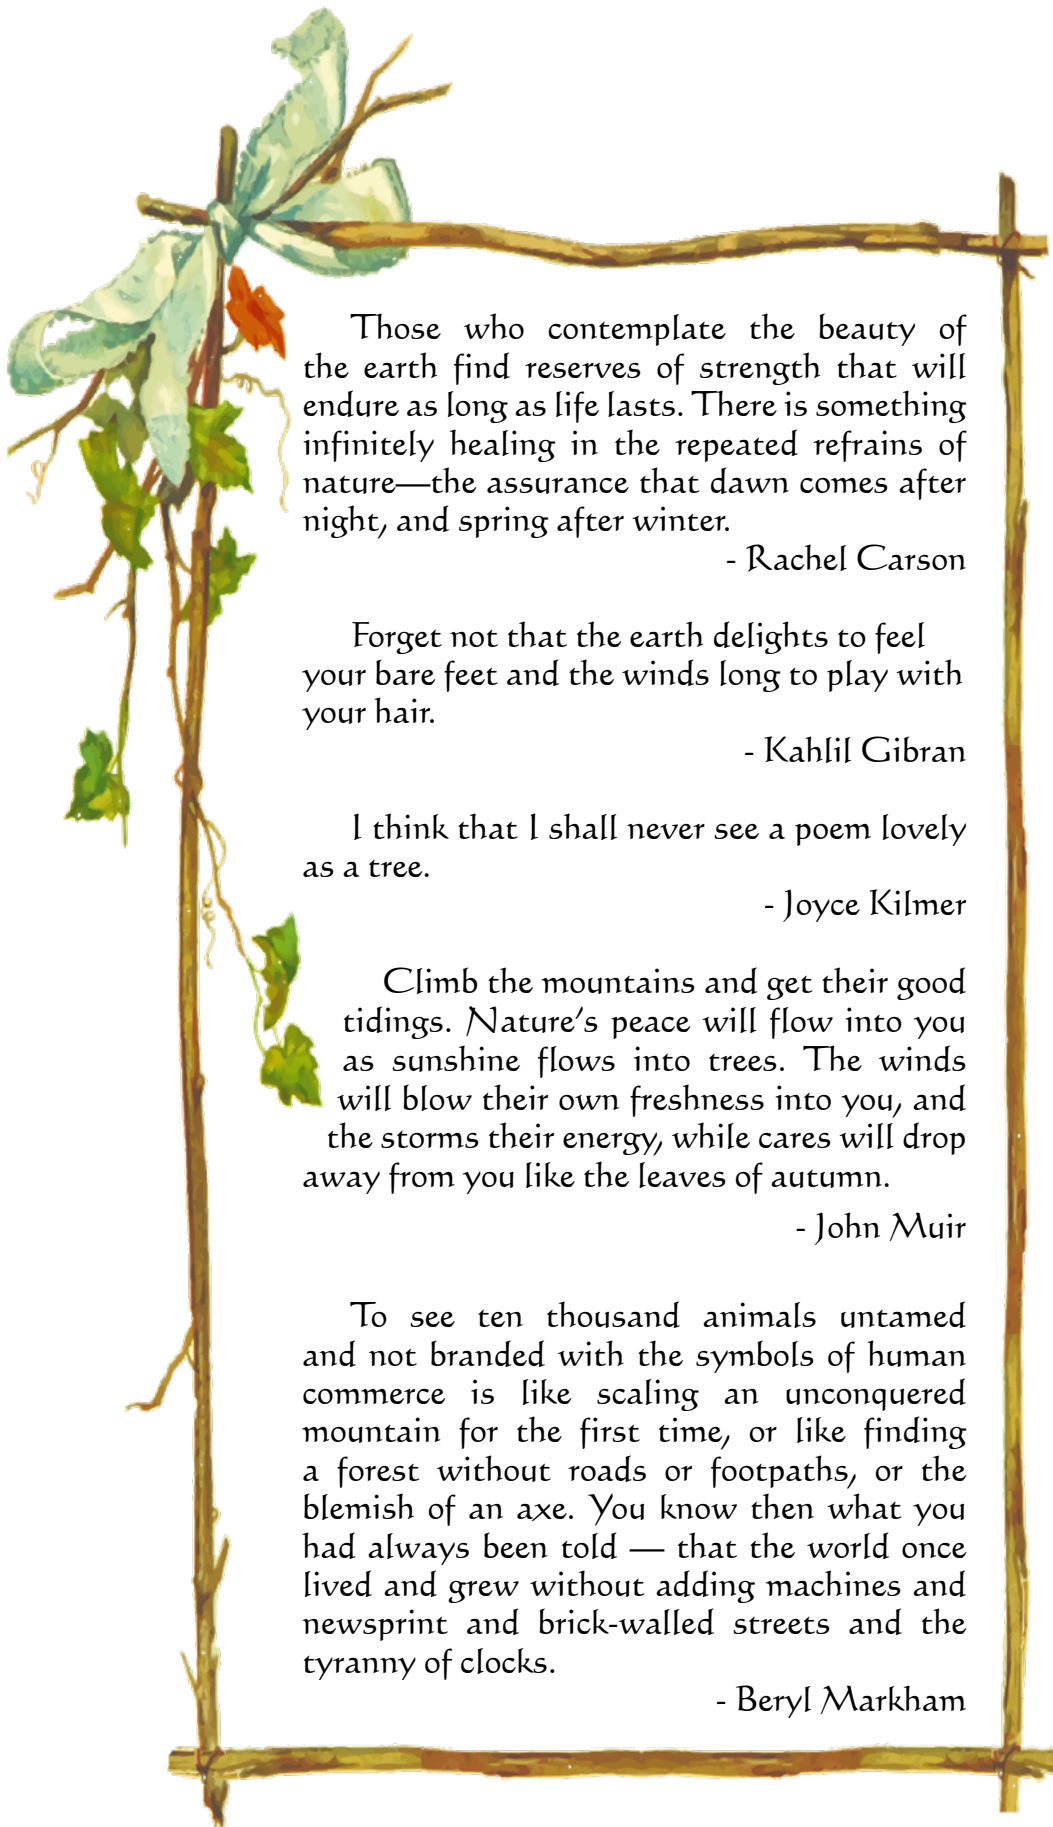 Those who contemplate the beauty of
the earth find reserves of strength that will
endure as long as life lasts. There is something
infinitely healing in the repeated refrains of
nature—the assurance that dawn comes after
night, and spring after winter.
- Rachel Carson
Forget not that the earth delights to feel
your bare feet and the winds long to play with
your hair.
- Kahlil Gibran
I think that I shall never see a poem lovely
as a tree.
- Joyce Kilmer
Climb the mountains and get their good
tidings. Nature's peace will flow into you
as sunshine flows into trees. The winds
will blow their own freshness into you, and
the storms their energy, while cares will drop
away from you like the leaves of autumn.
- John Muir
To see ten thousand animals untamed
and not branded with the symbols of human
commerce is like scaling an unconquered
mountain for the first time, or like finding
a forest without roads or footpaths, or the
blemish of an axe. You know then what you
had always been told — that the world once
lived and grew without adding machines and
newsprint and brick-walled streets and the
tyranny of clocks.
- Beryl Markham